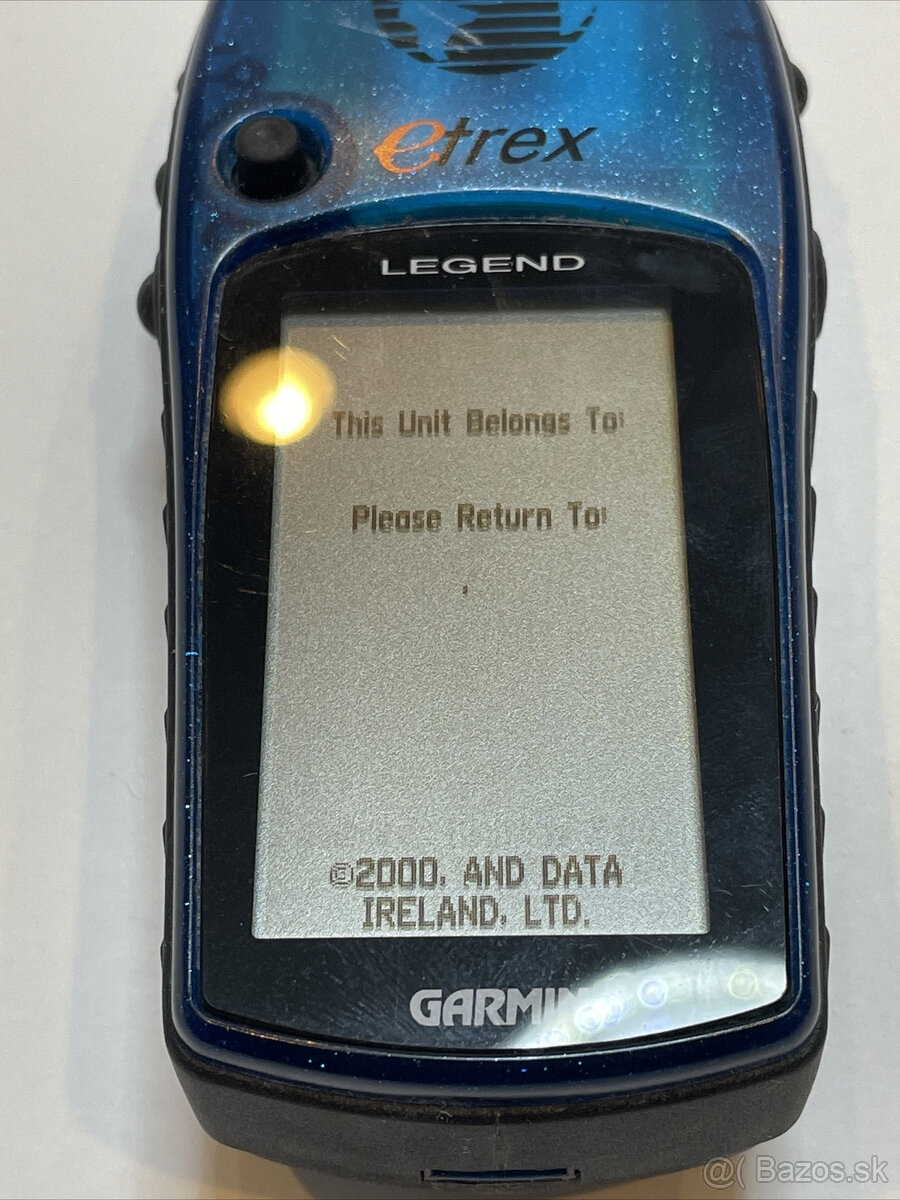 etrex
LEGEND
This Unit Belongs To:
Please Return To:
,
©2000, AND DATA
IRELAND, LTD.
GARMIN
@( Bazos.sk